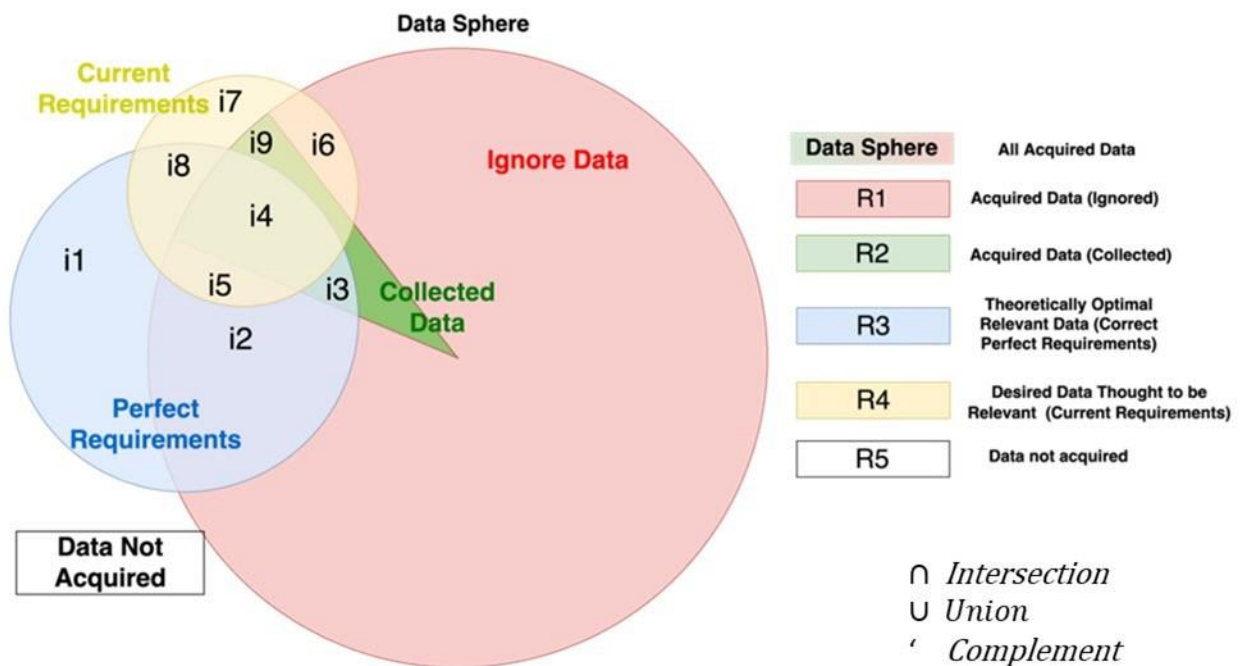 Data Sphere
Current
Requirements
i7
i9
i6
i8
Ignore Data
i4
i1
i5
i3
Collected
Data
i2
Perfect
Requirements
Data Not
Acquired
Data Sphere
All Acquired Data
R1
Acquired Data (Ignored)
R2
Acquired Data (Collected)
R3
Theoretically Optimal
Relevant Data (Correct
Perfect Requirements)
R4
Desired Data Thought to be
Relevant (Current Requirements)
R5
Data not acquired
∩ Intersection
∪ Union
‘ Complement